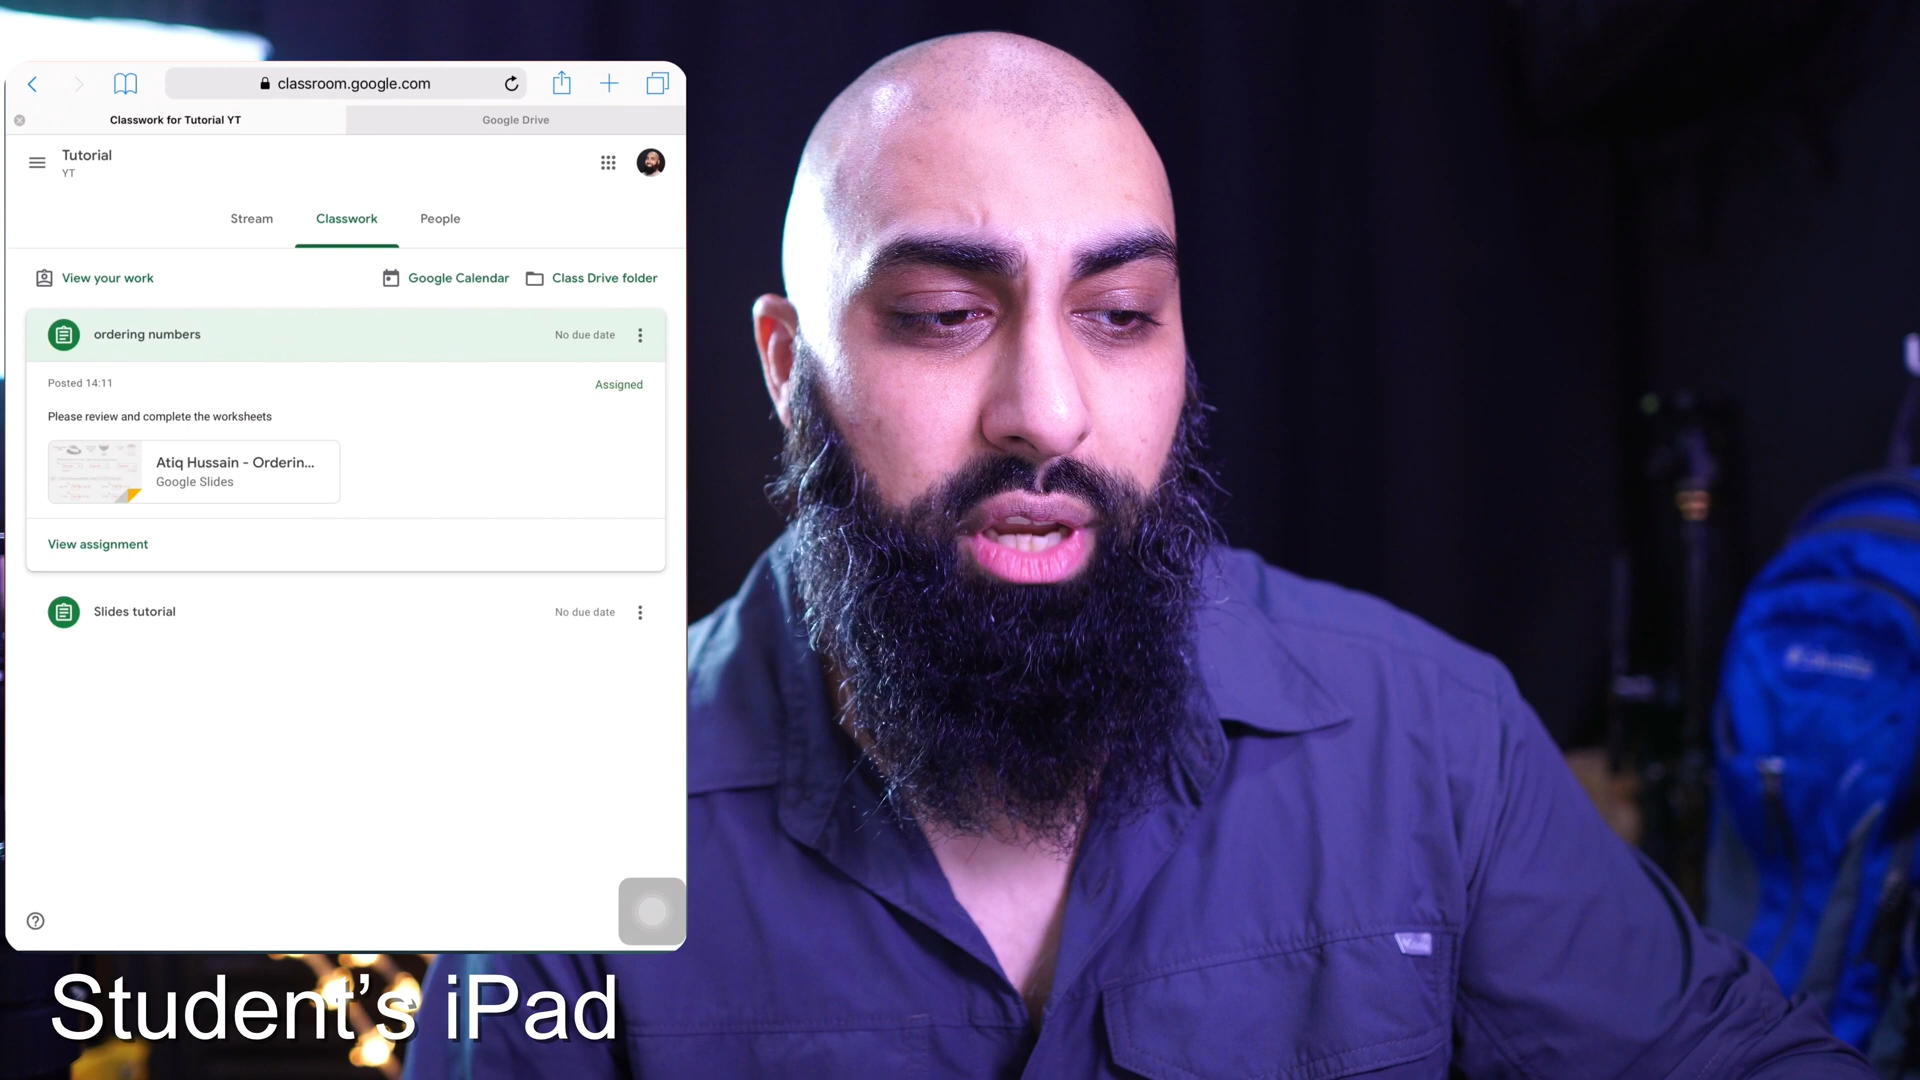 classroom.google.com
Classwork for Tutorial YT
Google Drive
Tutorial
YT
Stream
Classwork
People
View your work
Google Calendar
Class Drive folder
ordering numbers
No due date
Posted 14:11
Assigned
Please review and complete the worksheets
Atiq Hussain - Orderin...
Google Slides
View assignment
Slides tutorial
No due date
Student's iPad
Columbia